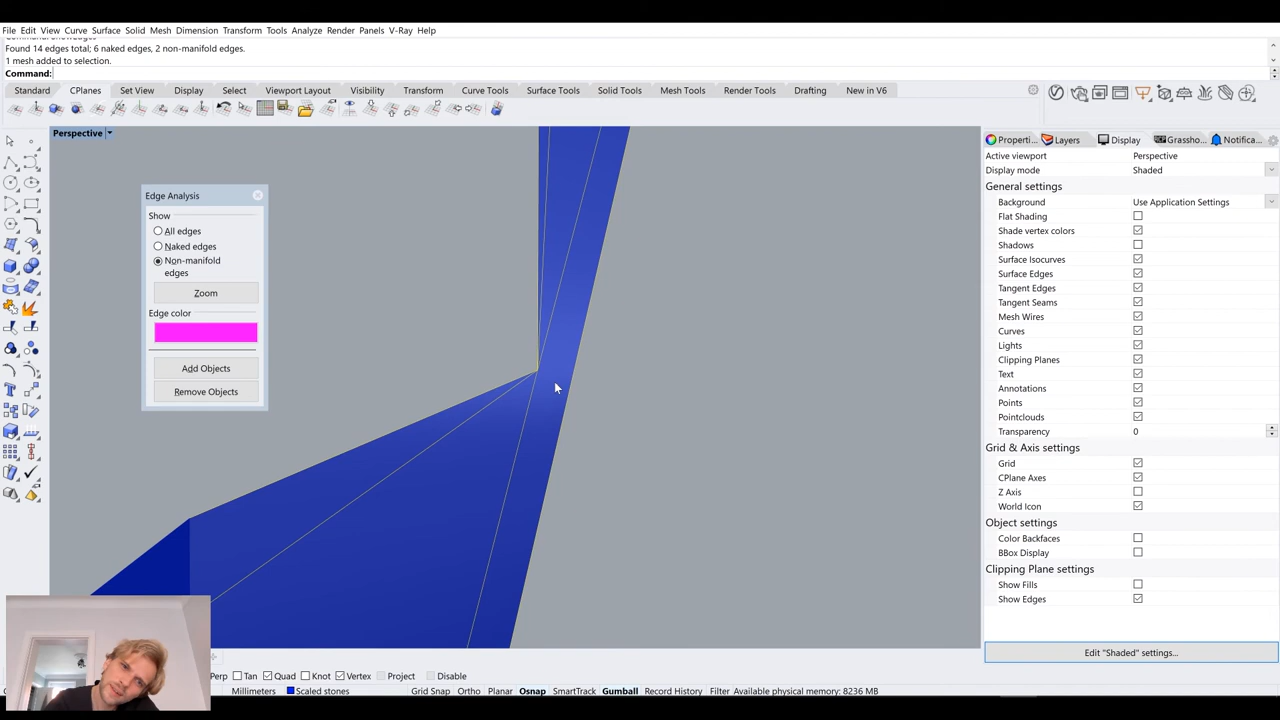 File Edit View Curve Surface Solid Mesh Dimension Transform Tools Analyze Render Panels V-Ray Help
Found 14 edges total; 6 naked edges, 2 non-manifold edges.
1 mesh added to selection.
Command:
Standard CPlanes Set View Display Select Viewport Layout Visibility Transform Curve Tools Surface Tools Solid Tools Mesh Tools Render Tools Drafting New in V6
Perspective
Properti... Layers Display Grassho... Notifica...
Active viewport Perspective
Display mode Shaded
General settings
Background Use Application Settings
Flat Shading
Shade vertex colors
Shadows
Surface Isocurves
Surface Edges
Tangent Edges
Tangent Seams
Mesh Wires
Curves
Lights
Clipping Planes
Text
Annotations
Points
Pointclouds
Transparency 0
Grid & Axis settings
Grid
CPlane Axes
Z Axis
World Icon
Object settings
Color Backfaces
BBox Display
Clipping Plane settings
Show Fills
Show Edges
Edit "Shaded" settings...
Edge Analysis
Show
All edges
Naked edges
Non-manifold
edges
Zoom
Edge color
Add Objects
Remove Objects
Perp Tan Quad Knot Vertex Project Disable
Millimeters Scaled stones Grid Snap Ortho Planar Osnap SmartTrack Gumball Record History Filter Available physical memory: 8236 MB